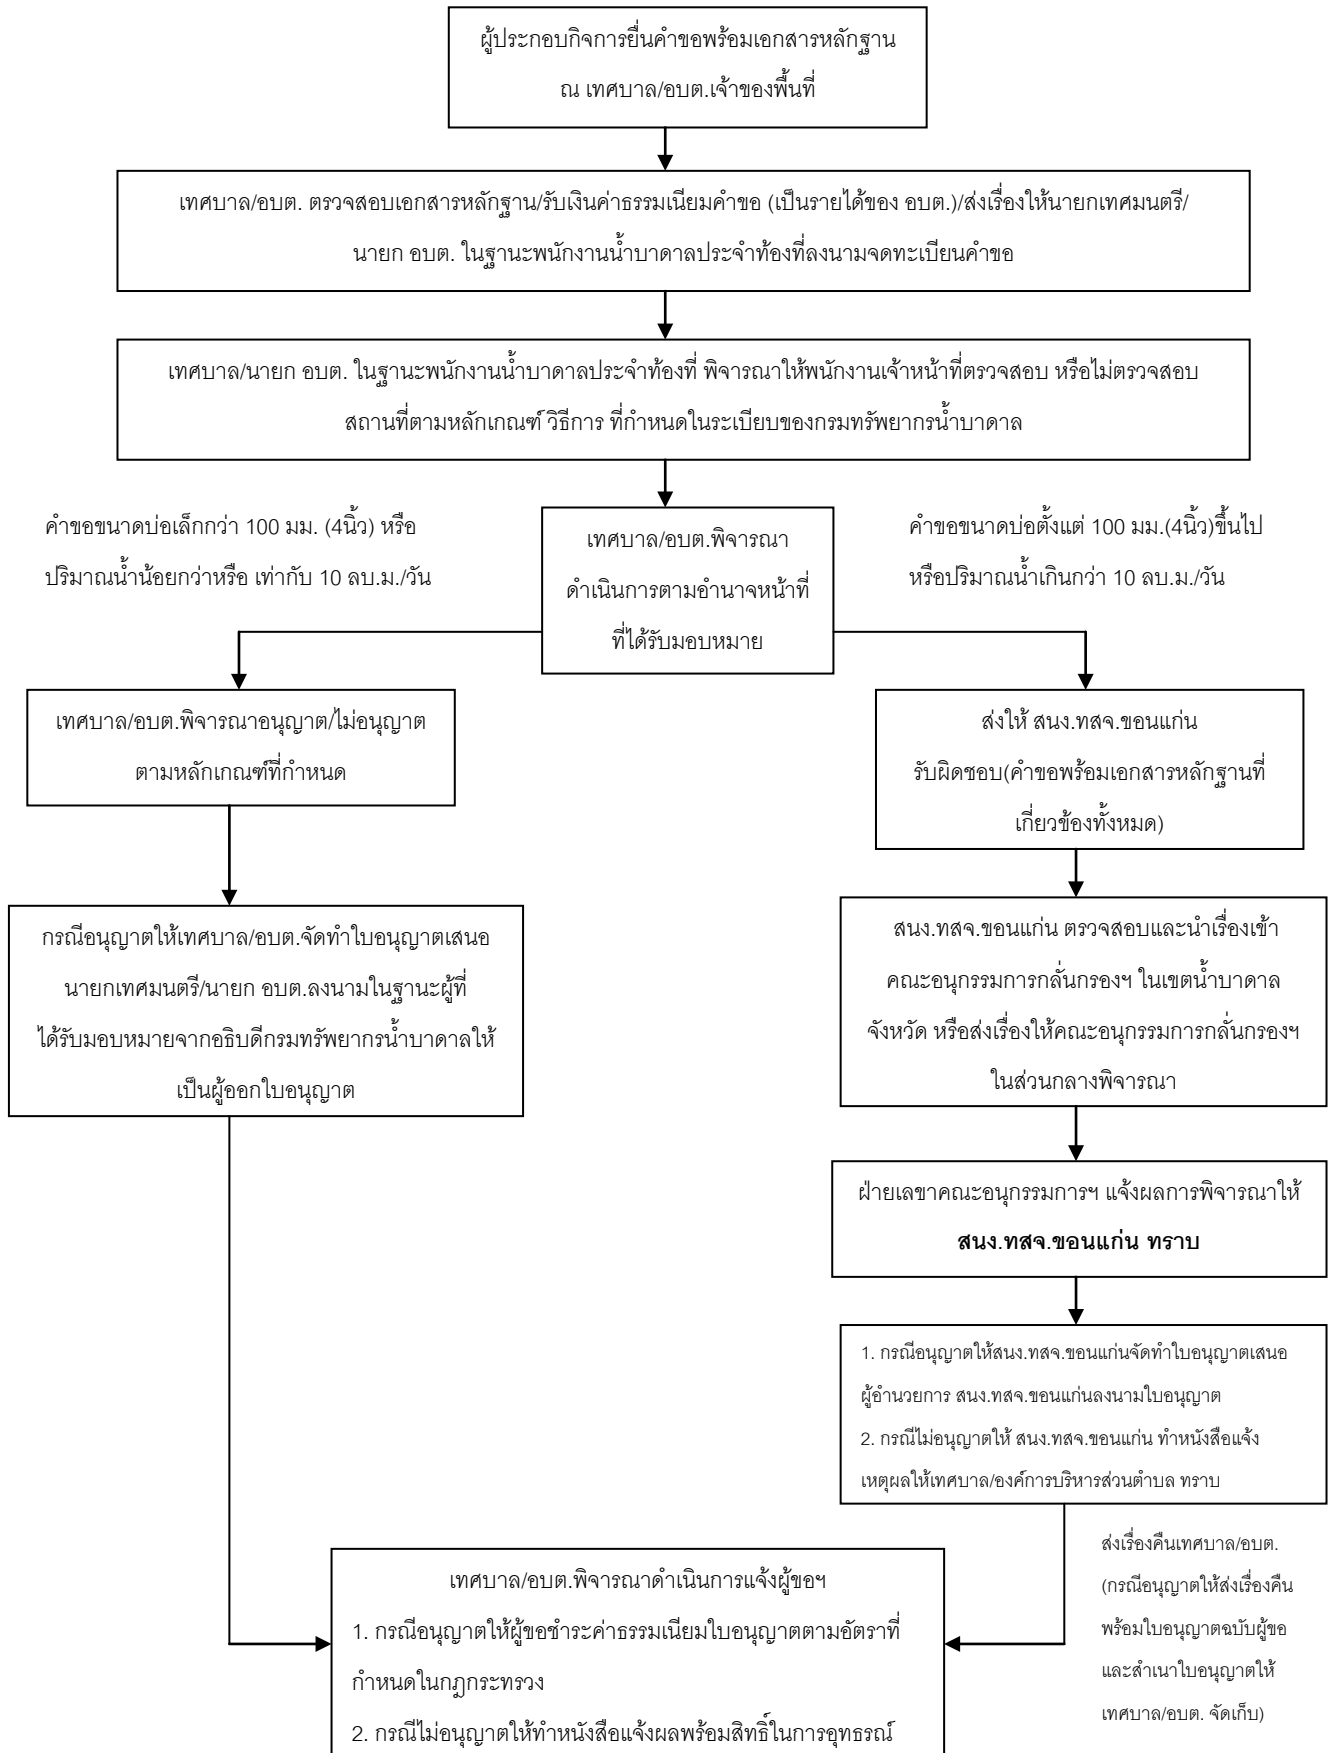 ผู้ประกอบกิจการยื่นคำขอพร้อมเอกสารหลักฐาน
ณ เทศบาล/อบต.เจ้าของพื้นที่
เทศบาล/อบต. ตรวจสอบเอกสารหลักฐาน/รับเงินค่าธรรมเนียมคำขอ (เป็นรายได้ของ อบต.)/ส่งเรื่องให้นายกเทศมนตรี/
นายก อบต. ในฐานะพนักงานน้ำบาดาลประจำท้องที่ลงนามจดทะเบียนคำขอ
เทศบาล/นายก อบต. ในฐานะพนักงานน้ำบาดาลประจำท้องที่ พิจารณาให้พนักงานเจ้าหน้าที่ตรวจสอบ หรือไม่ตรวจสอบ
สถานที่ตามหลักเกณฑ์ วิธีการ ที่กำหนดในระเบียบของกรมทรัพยากรน้ำบาดาล
คำขอขนาดบ่อเล็กกว่า 100 มม. (4นิ้ว) หรือ
ปริมาณน้ำน้อยกว่าหรือ เท่ากับ 10 ลบ.ม./วัน
เทศบาล/อบต.พิจารณา
ดำเนินการตามอำนาจหน้าที่
ที่ได้รับมอบหมาย
คำขอขนาดบ่อตั้งแต่ 100 มม.(4นิ้ว)ขึ้นไป
หรือปริมาณน้ำเกินกว่า 10 ลบ.ม./วัน
เทศบาล/อบต.พิจารณาอนุญาต/ไม่อนุญาต
ตามหลักเกณฑ์ที่กำหนด
ส่งให้ สนง.ทสจ.ขอนแก่น
รับผิดชอบ(คำขอพร้อมเอกสารหลักฐานที่
เกี่ยวข้องทั้งหมด)
กรณีอนุญาตให้เทศบาล/อบต.จัดทำใบอนุญาตเสนอ
นายกเทศมนตรี/นายก อบต.ลงนามในฐานะผู้ที่
ได้รับมอบหมายจากอธิบดีกรมทรัพยากรน้ำบาดาลให้
เป็นผู้ออกใบอนุญาต
สนง.ทสจ.ขอนแก่น ตรวจสอบและนำเรื่องเข้า
คณะอนุกรรมการกลั่นกรองฯ ในเขตน้ำบาดาล
จังหวัด หรือส่งเรื่องให้คณะอนุกรรมการกลั่นกรองฯ
ในส่วนกลางพิจารณา
ฝ่ายเลขาคณะอนุกรรมการฯ แจ้งผลการพิจารณาให้
สนง.ทสจ.ขอนแก่น ทราบ
1. กรณีอนุญาตให้สนง.ทสจ.ขอนแก่นจัดทำใบอนุญาตเสนอ
ผู้อำนวยการ สนง.ทสจ.ขอนแก่นลงนามใบอนุญาต
2. กรณีไม่อนุญาตให้ สนง.ทสจ.ขอนแก่น ทำหนังสือแจ้ง
เหตุผลให้เทศบาล/องค์การบริหารส่วนตำบล ทราบ
ส่งเรื่องคืนเทศบาล/อบต.
(กรณีอนุญาตให้ส่งเรื่องคืน
พร้อมใบอนุญาตฉบับผู้ขอ
และสำเนาใบอนุญาตให้
เทศบาล/อบต. จัดเก็บ)
เทศบาล/อบต.พิจารณาดำเนินการแจ้งผู้ขอฯ
1. กรณีอนุญาตให้ผู้ขอชำระค่าธรรมเนียมใบอนุญาตตามอัตราที่
กำหนดในกฎกระทรวง
2. กรณีไม่อนุญาตให้ทำหนังสือแจ้งผลพร้อมสิทธิ์ในการอุทธรณ์